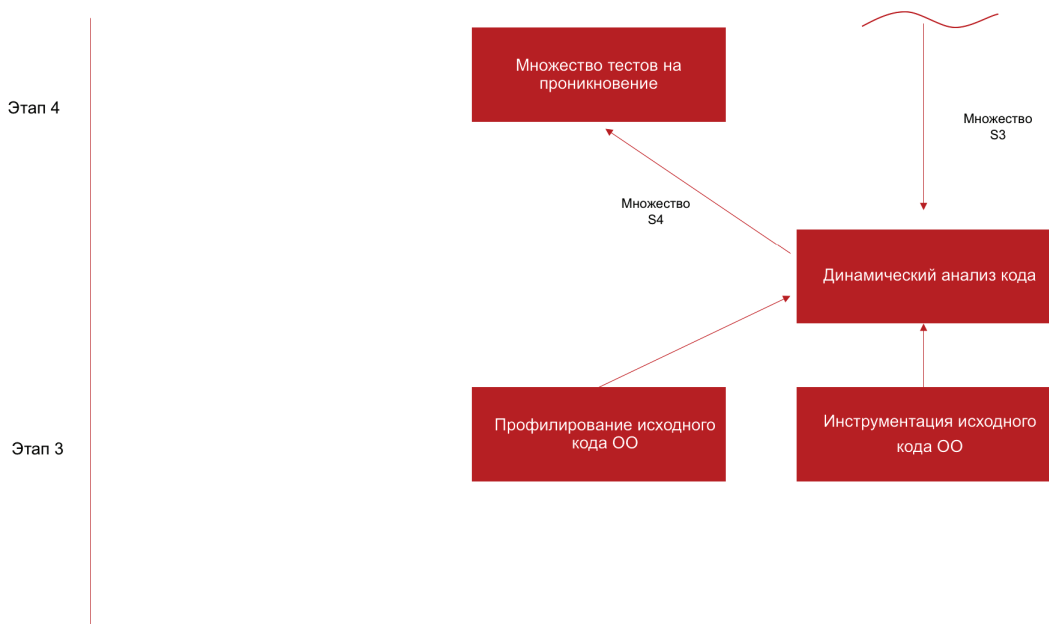 Множество тестов на
проникновение
Этап 4
Множество
S3
Множество
S4
Динамический анализ кода
Профилирование исходного
кода ОО
Инструментация исходного
кода ОО
Этап 3